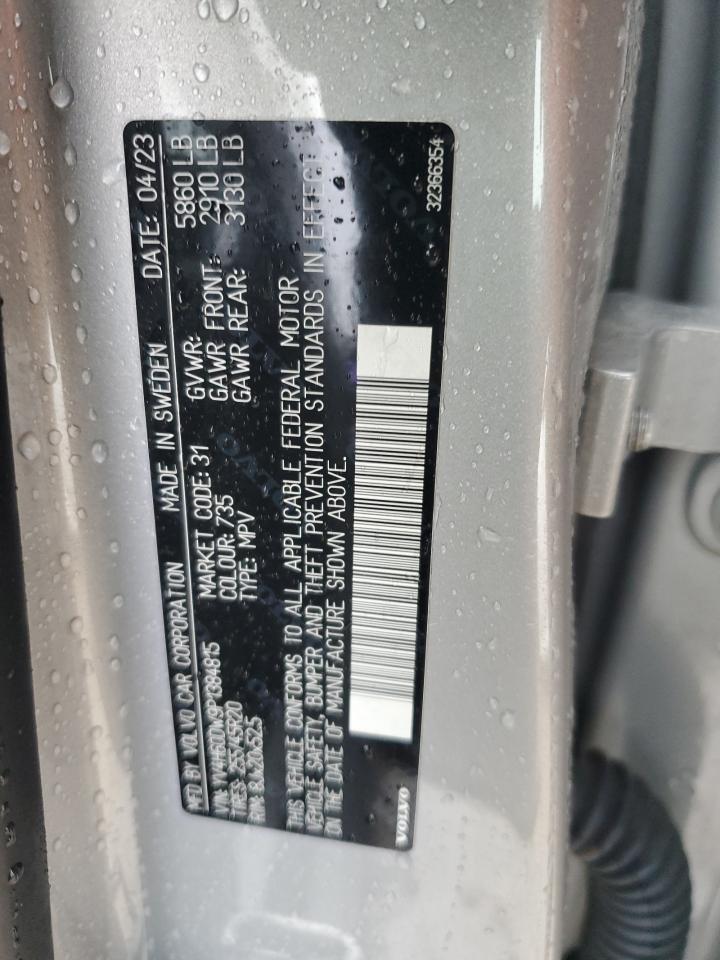 MFD BY VOLVO CAR CORPORATION MADE IN SWEDEN DATE: 04/23
MARKET CODE: 31 GVWR: 5860 LB
COLOUR: 735 GAWR FRONT: 2910 LB
TYPE: MPV GAWR REAR: 3130 LB
THIS VEHICLE CONFORMS TO ALL APPLICABLE FEDERAL MOTOR
VEHICLE SAFETY, BUMPER AND THEFT PREVENTION STANDARDS IN EFFECT
ON THE DATE OF MANUFACTURE SHOWN ABOVE.
VOLVO
32366354